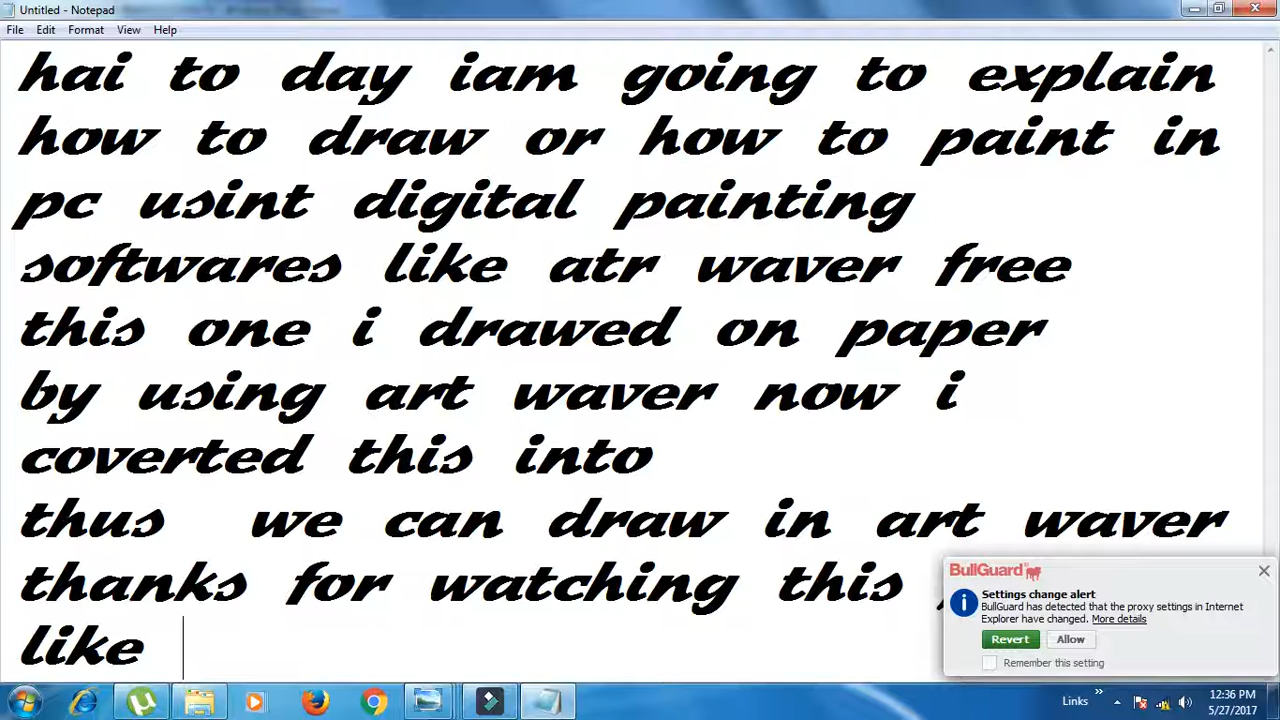 Untitled - Notepad
File Edit Format View Help
hai to day iam going to explain
how to draw or how to paint in
pc usint digital painting
softwares like atr waver free
this one i drawed on paper
by using art waver now i
coverted this into
thus we can draw in art waver
thanks for watching this
like
BullGuard
Settings change alert
BullGuard has detected that the proxy settings in Internet
Explorer have changed. More details
Revert Allow
Remember this setting
Links
12:36 PM
5/27/2017